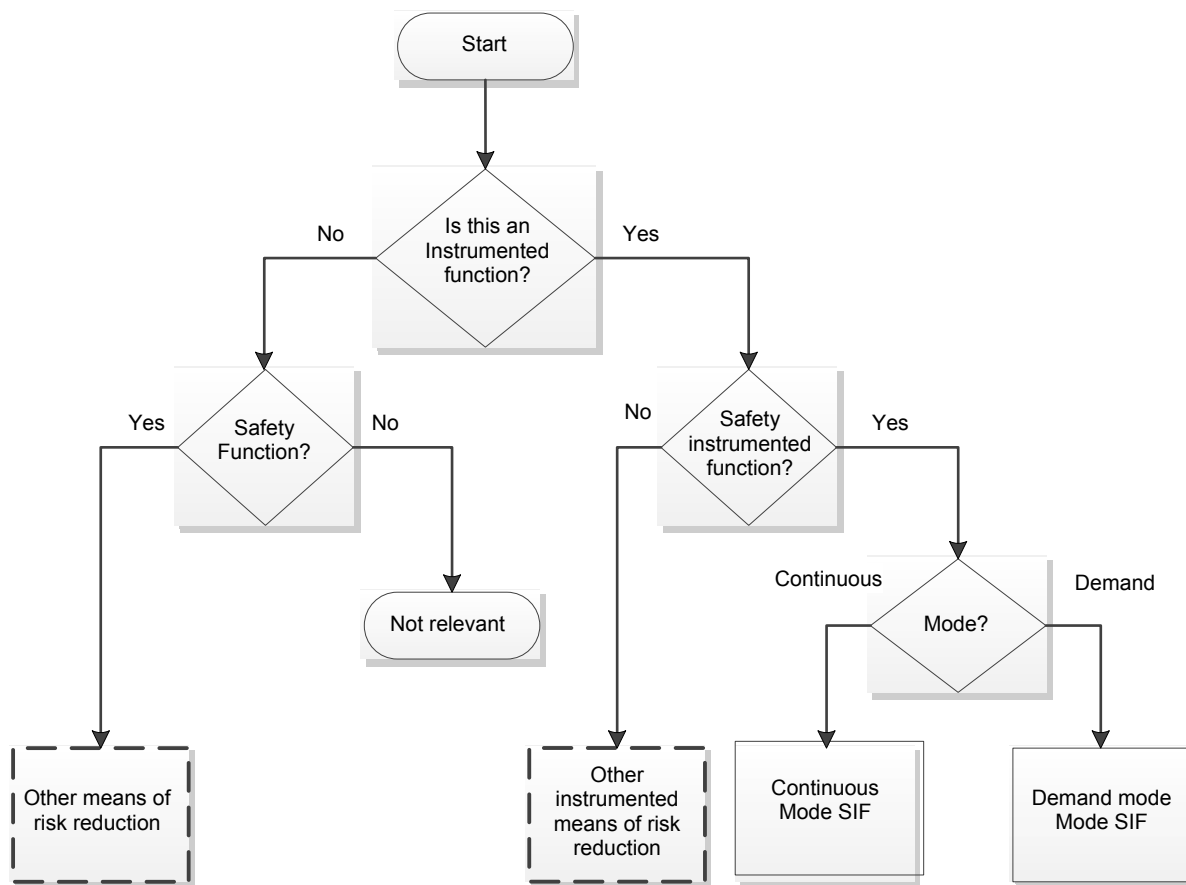 Start
Is this an
Instrumented
function?
No
Yes
Yes
Safety
Function?
No
No
Safety
instrumented
function?
Yes
Not relevant
Continuous
Mode?
Demand
Other means of
risk reduction
Other
instrumented
means of risk
reduction
Continuous
Mode SIF
Demand mode
Mode SIF